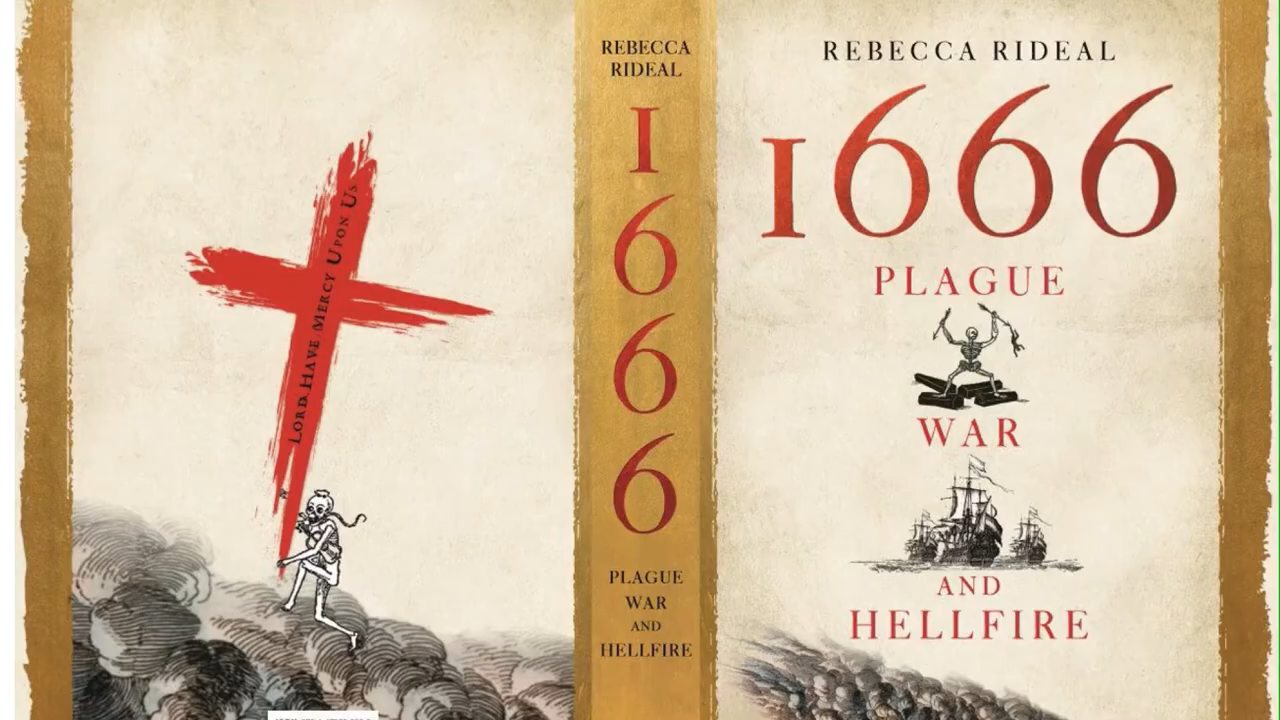 LORD HAVE MERCY UPON US
REBECCA
RIDEAL
1
6
6
6
PLAGUE
WAR
AND
HELLFIRE
REBECCA RIDEAL
1666
PLAGUE
WAR
AND
HELLFIRE